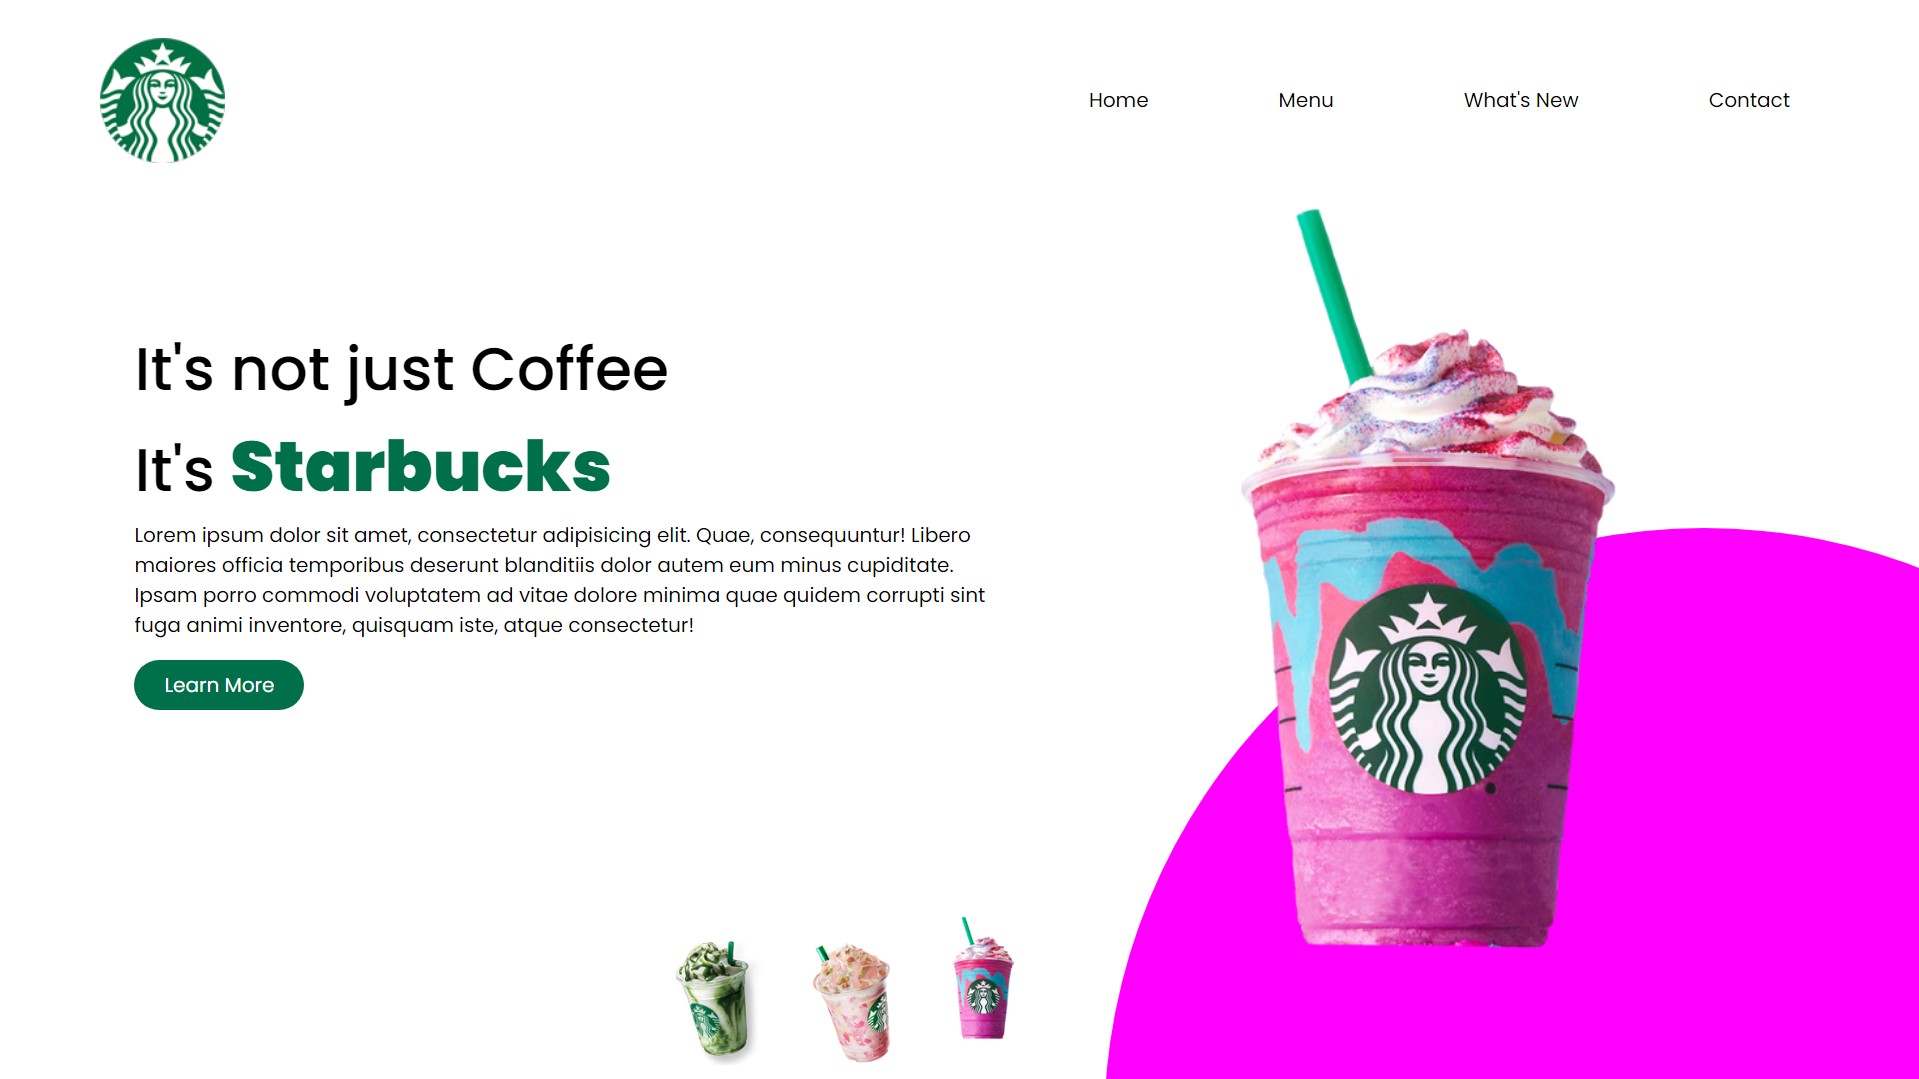 Home
Menu
What's New
Contact
It's not just Coffee
It's Starbucks
Lorem ipsum dolor sit amet, consectetur adipisicing elit. Quae, consequuntur! Libero
maiores officia temporibus deserunt blanditiis dolor autem eum minus cupiditate.
Ipsam porro commodi voluptatem ad vitae dolore minima quae quidem corrupti sint
fuga animi inventore, quisquam iste, atque consectetur!
Learn More